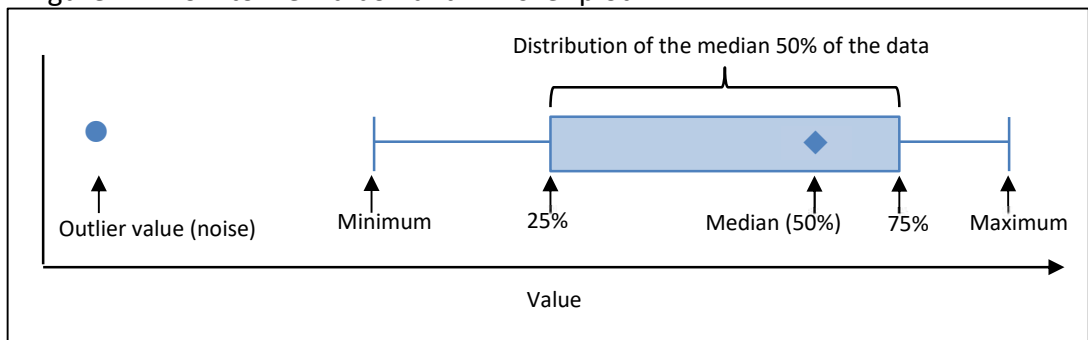 Distribution of the median 50% of the data
Outlier value (noise)
Minimum
25%
Median (50%)
75%
Maximum
Value